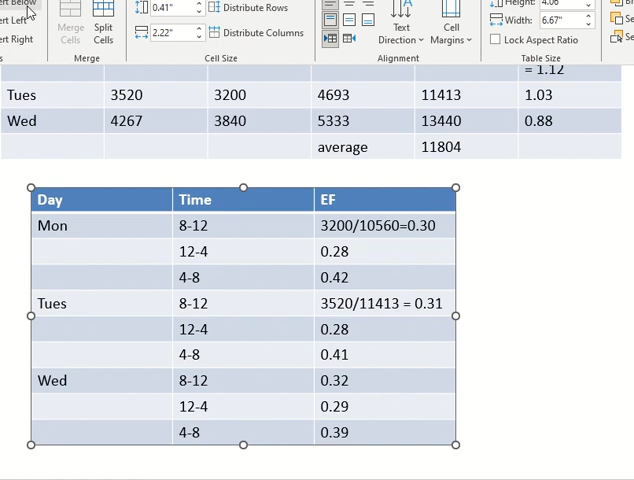 ert Below
ert Left
ert Right
Merge Cells
Split Cells
Merge
0.41"
Distribute Rows
2.22"
Distribute Columns
Cell Size
Text Direction
Cell Margins
Alignment
Height: 4.06"
Width: 6.67"
Lock Aspect Ratio
Table Size
= 1.12
Tues 3520 3200 4693 11413 1.03
Wed 4267 3840 5333 13440 0.88
average 11804
Day Time EF
Mon 8-12 3200/10560=0.30
12-4 0.28
4-8 0.42
Tues 8-12 3520/11413 = 0.31
12-4 0.28
4-8 0.41
Wed 8-12 0.32
12-4 0.29
4-8 0.39